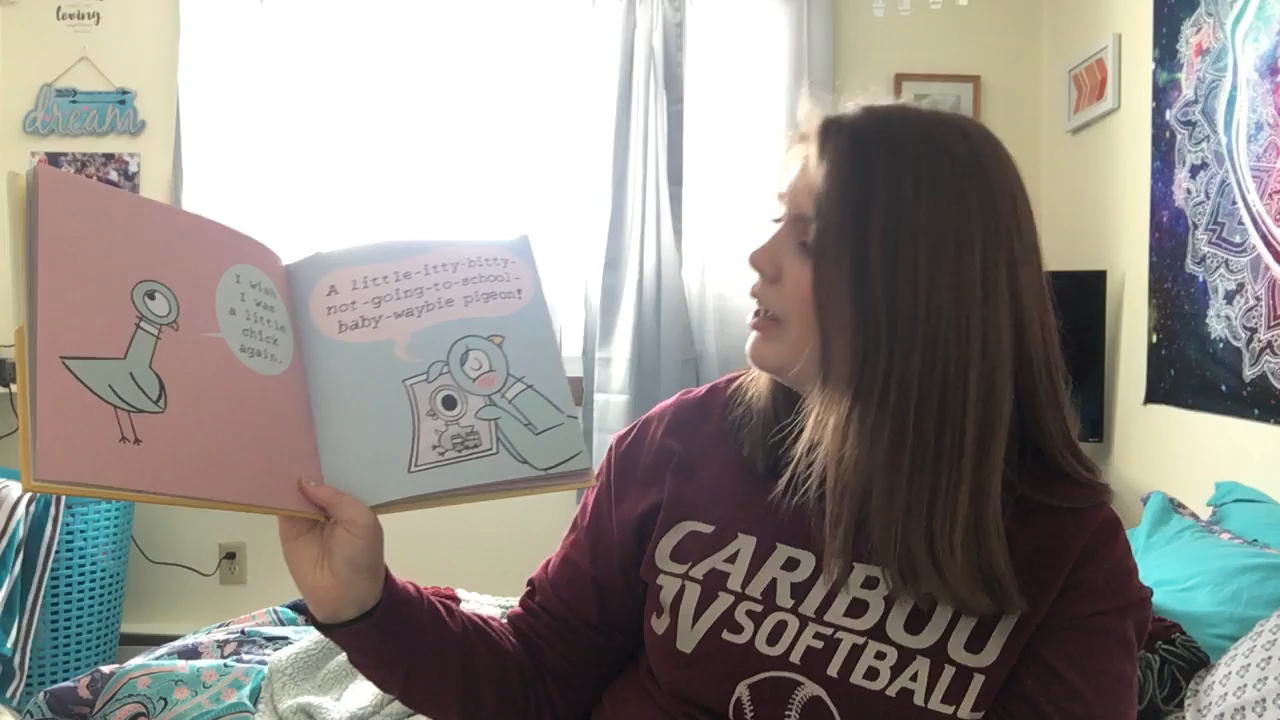 loving
dream
I wish
I was
a little
chick
again.
A little-itty-bitty-
not-going-to-school-
baby-waybie pigeon!
CARIBOU
JV SOFTBALL